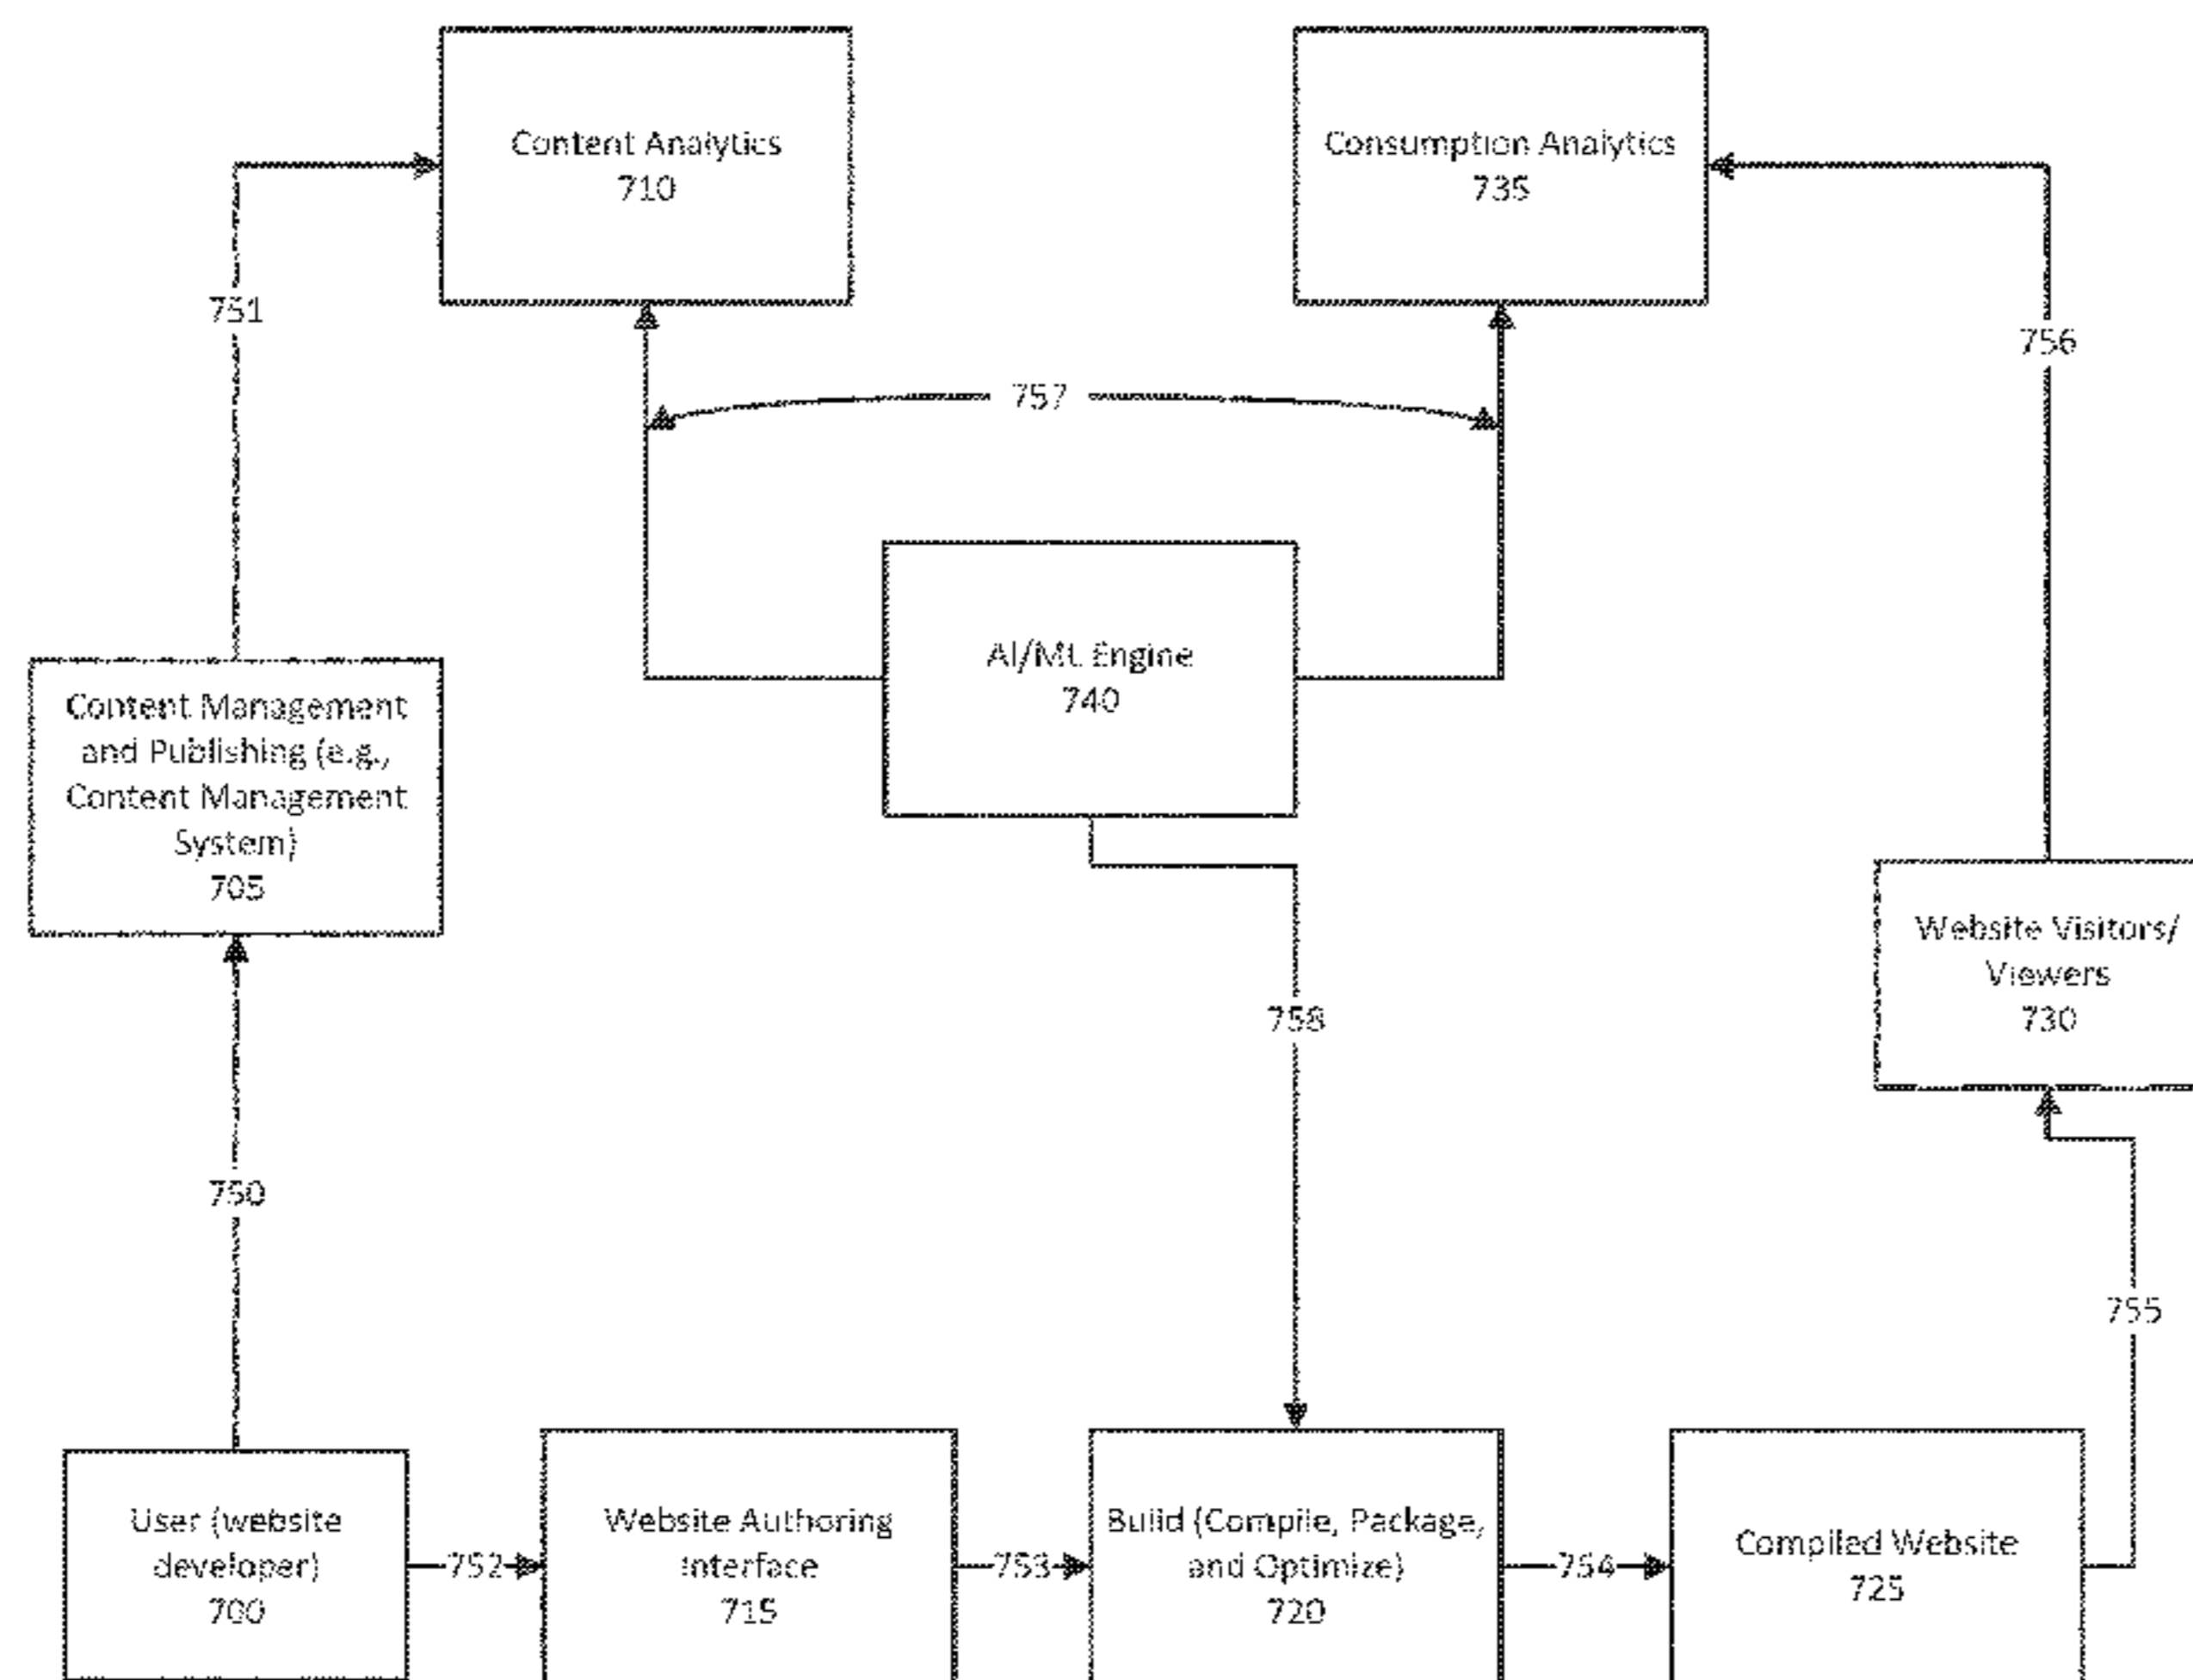 Content Analytics
710
Consumption Analytics
735
751
756
757
AI/ML Engine
740
Content Management
and Publishing (e.g.,
Content Management
System)
705
Website Visitors/
Viewers
730
758
750
755
User (website
developer)
700
752
Website Authoring
Interface
715
753
Build (Compile, Package,
and Optimize)
720
754
Compiled Website
725